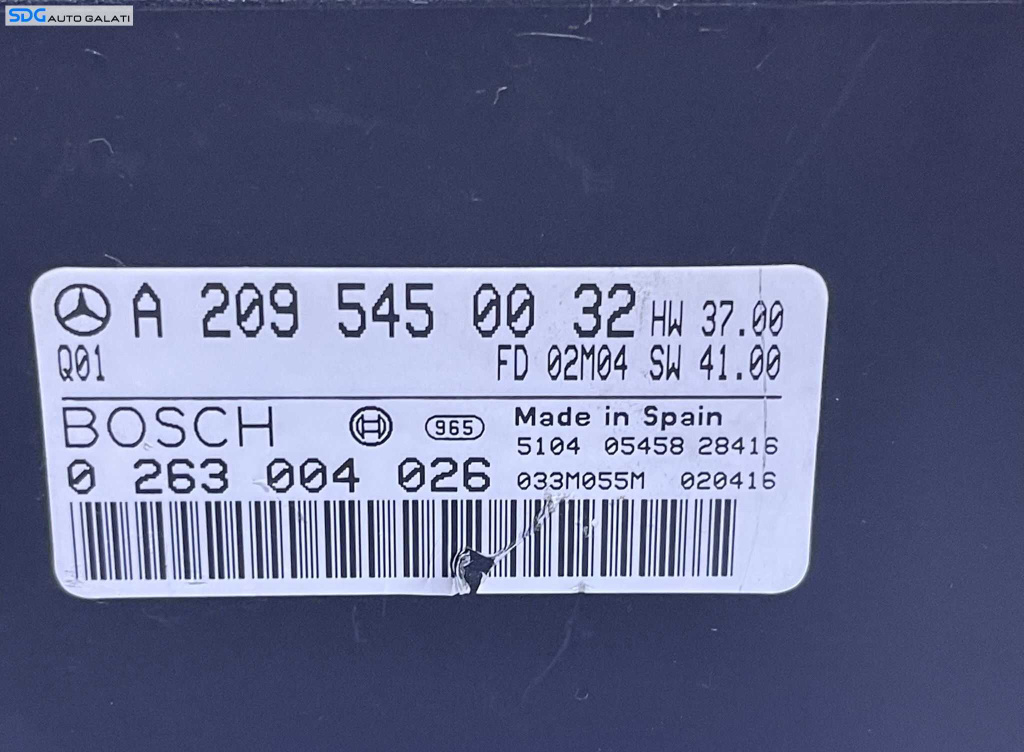 SDG AUTO GALATI
A 209 545 00 32 HW 37.00
Q01 FD 02M04 SW 41.00
BOSCH 965 Made in Spain
5104 05458 28416
0 263 004 026 033M055M 020416